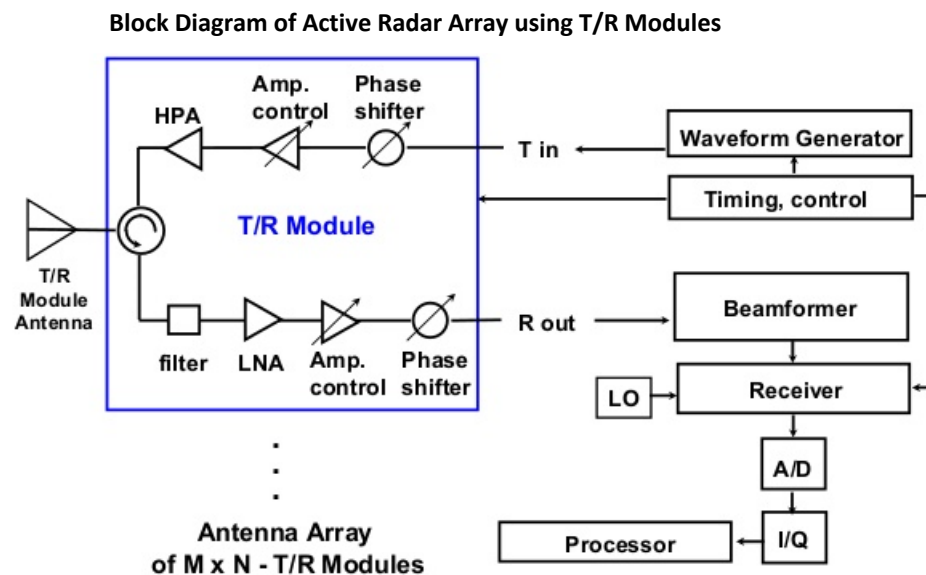 Block Diagram of Active Radar Array using T/R Modules
HPA
Amp.
control
Phase
shifter
T in
Waveform Generator
Timing, control
T/R Module
T/R
Module
Antenna
filter
LNA
Amp.
control
Phase
shifter
R out
Beamformer
LO
Receiver
A/D
I/Q
Processor
.
.
.
Antenna Array
of M x N - T/R Modules